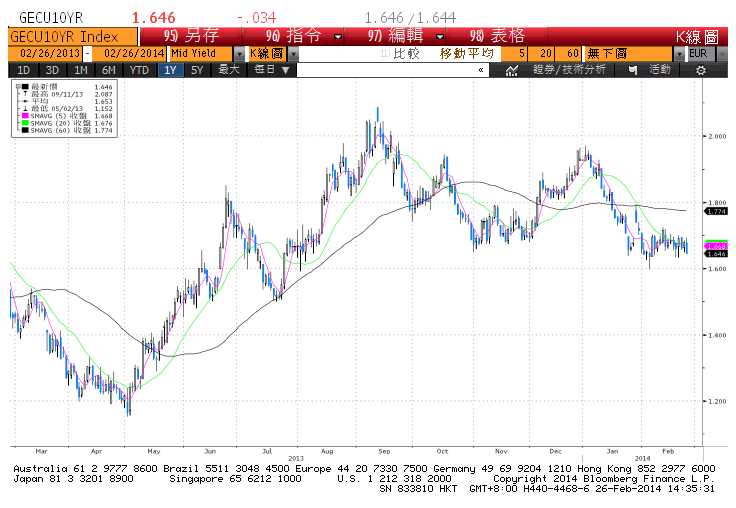 GECU10YR 1.646 -.034 1.646 /1.644
GECU10YR Index 95) 另存 96) 指令 97) 編輯 98) 表格 K線圖
02/26/2013 - 02/26/2014 Mid Yield K線圖 比較 移動平均 5 20 60 無下圖 EUR
1D 3D 1M 6M YTD 1Y 5Y 最大 每日 ▼ « 證券/技術分析 活動
最新價 1.646
最高 09/11/13 2.087
平均 1.653
最低 05/02/13 1.152
SMAVG (5) 收盤 1.668
SMAVG (20) 收盤 1.676
SMAVG (60) 收盤 1.774
2.000
1.800
1.774
1.668
1.646
1.600
1.400
1.200
Mar Apr May Jun Jul Aug Sep Oct Nov Dec Jan Feb
2013 2014
Australia 61 2 9777 8600 Brazil 5511 3048 4500 Europe 44 20 7330 7500 Germany 49 69 9204 1210 Hong Kong 852 2977 6000
Japan 81 3 3201 8900 Singapore 65 6212 1000 U.S. 1 212 318 2000 Copyright 2014 Bloomberg Finance L.P.
SN 833810 HKT GMT+8:00 H440-4468-6 26-Feb-2014 14:35:31